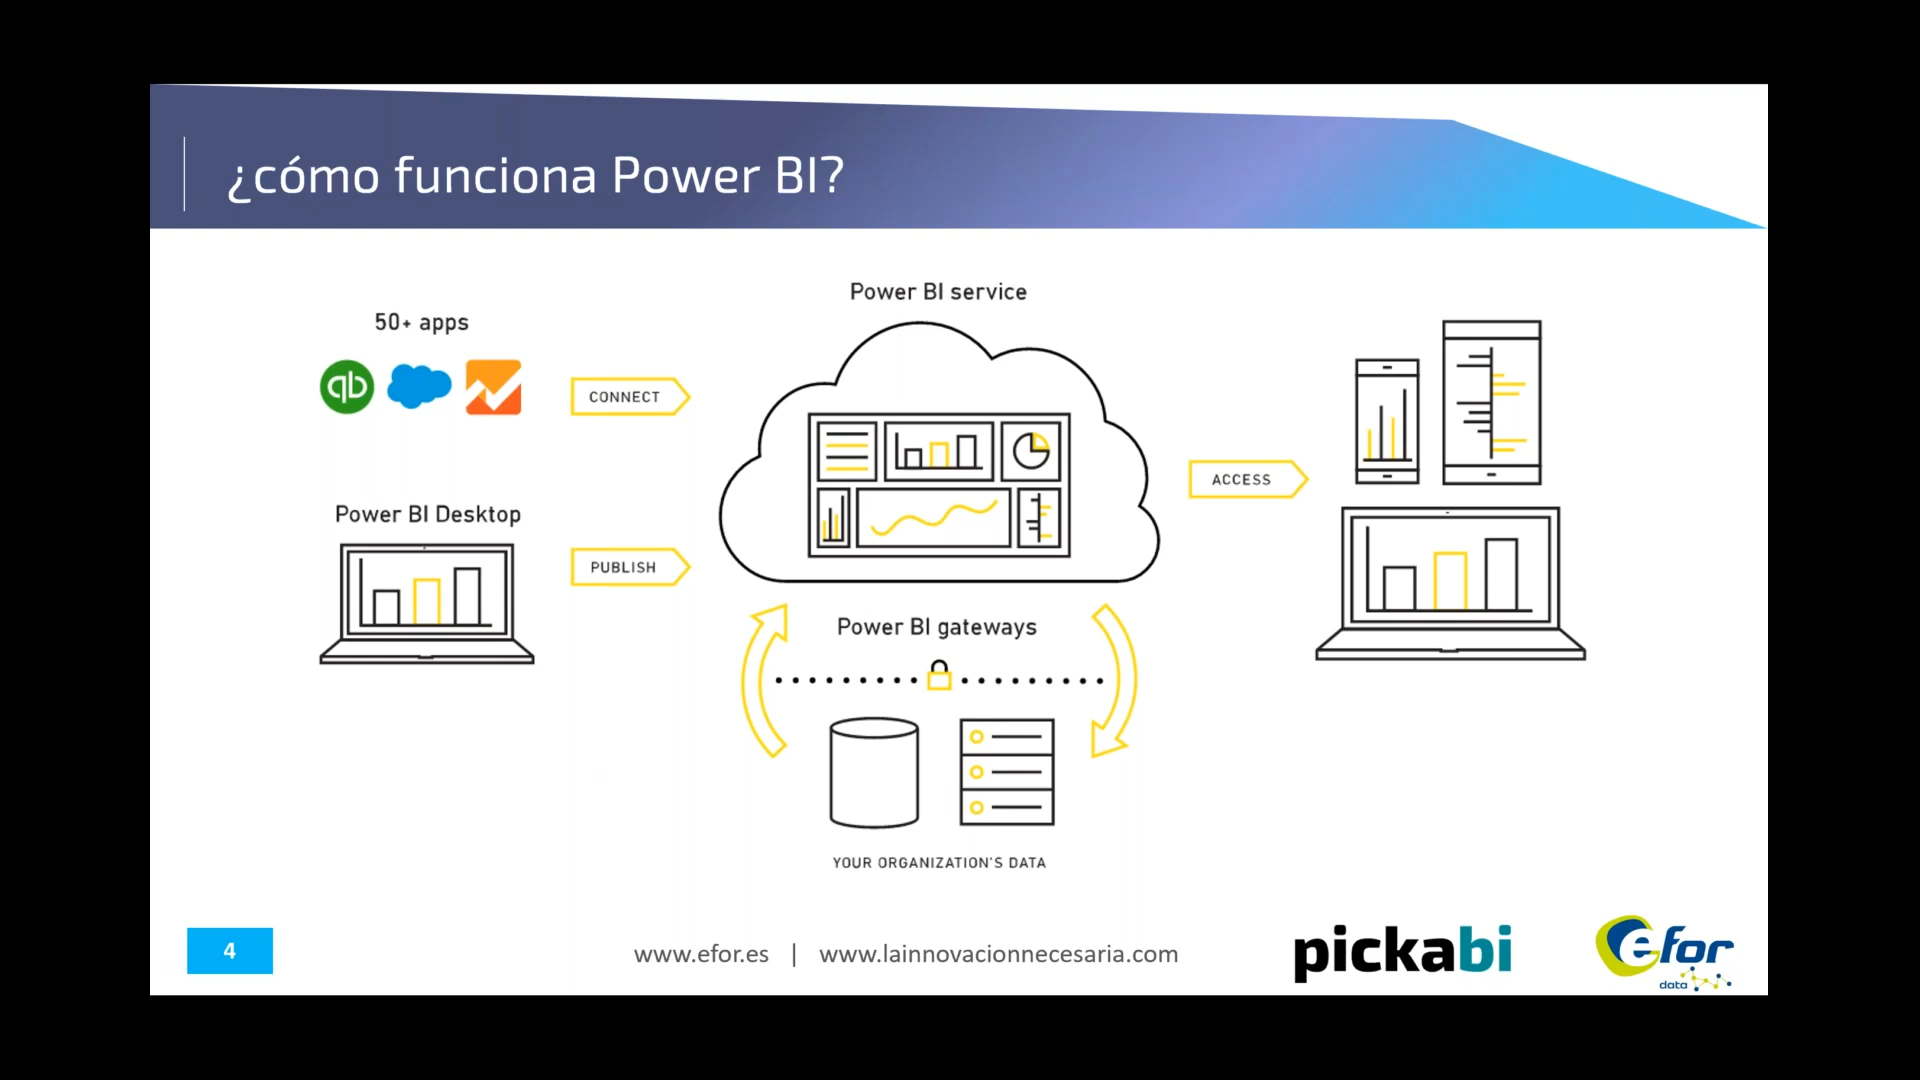 ¿cómo funciona Power BI?
Power BI service
50+ apps
qb
CONNECT
ACCESS
Power BI Desktop
PUBLISH
Power BI gateways
YOUR ORGANIZATION'S DATA
4
www.efor.es | www.lainnovacionnecesaria.com
pickabi
efor
data